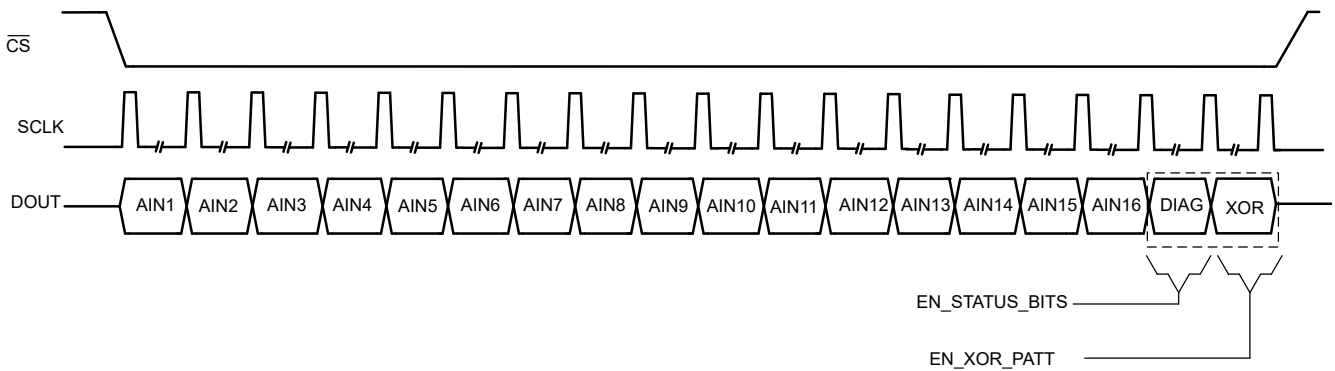 CS
SCLK
DOUT AIN1 AIN2 AIN3 AIN4 AIN5 AIN6 AIN7 AIN8 AIN9 AIN10 AIN11 AIN12 AIN13 AIN14 AIN15 AIN16 DIAG XOR
EN_STATUS_BITS
EN_XOR_PATT